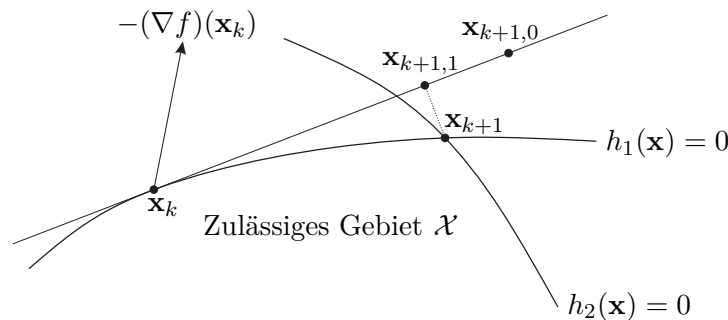 −(∇f)(x_k)
x_{k+1,0}
x_{k+1,1}
x_{k+1}
h_1(x) = 0
x_k
Zulässiges Gebiet 𝒳
h_2(x) = 0